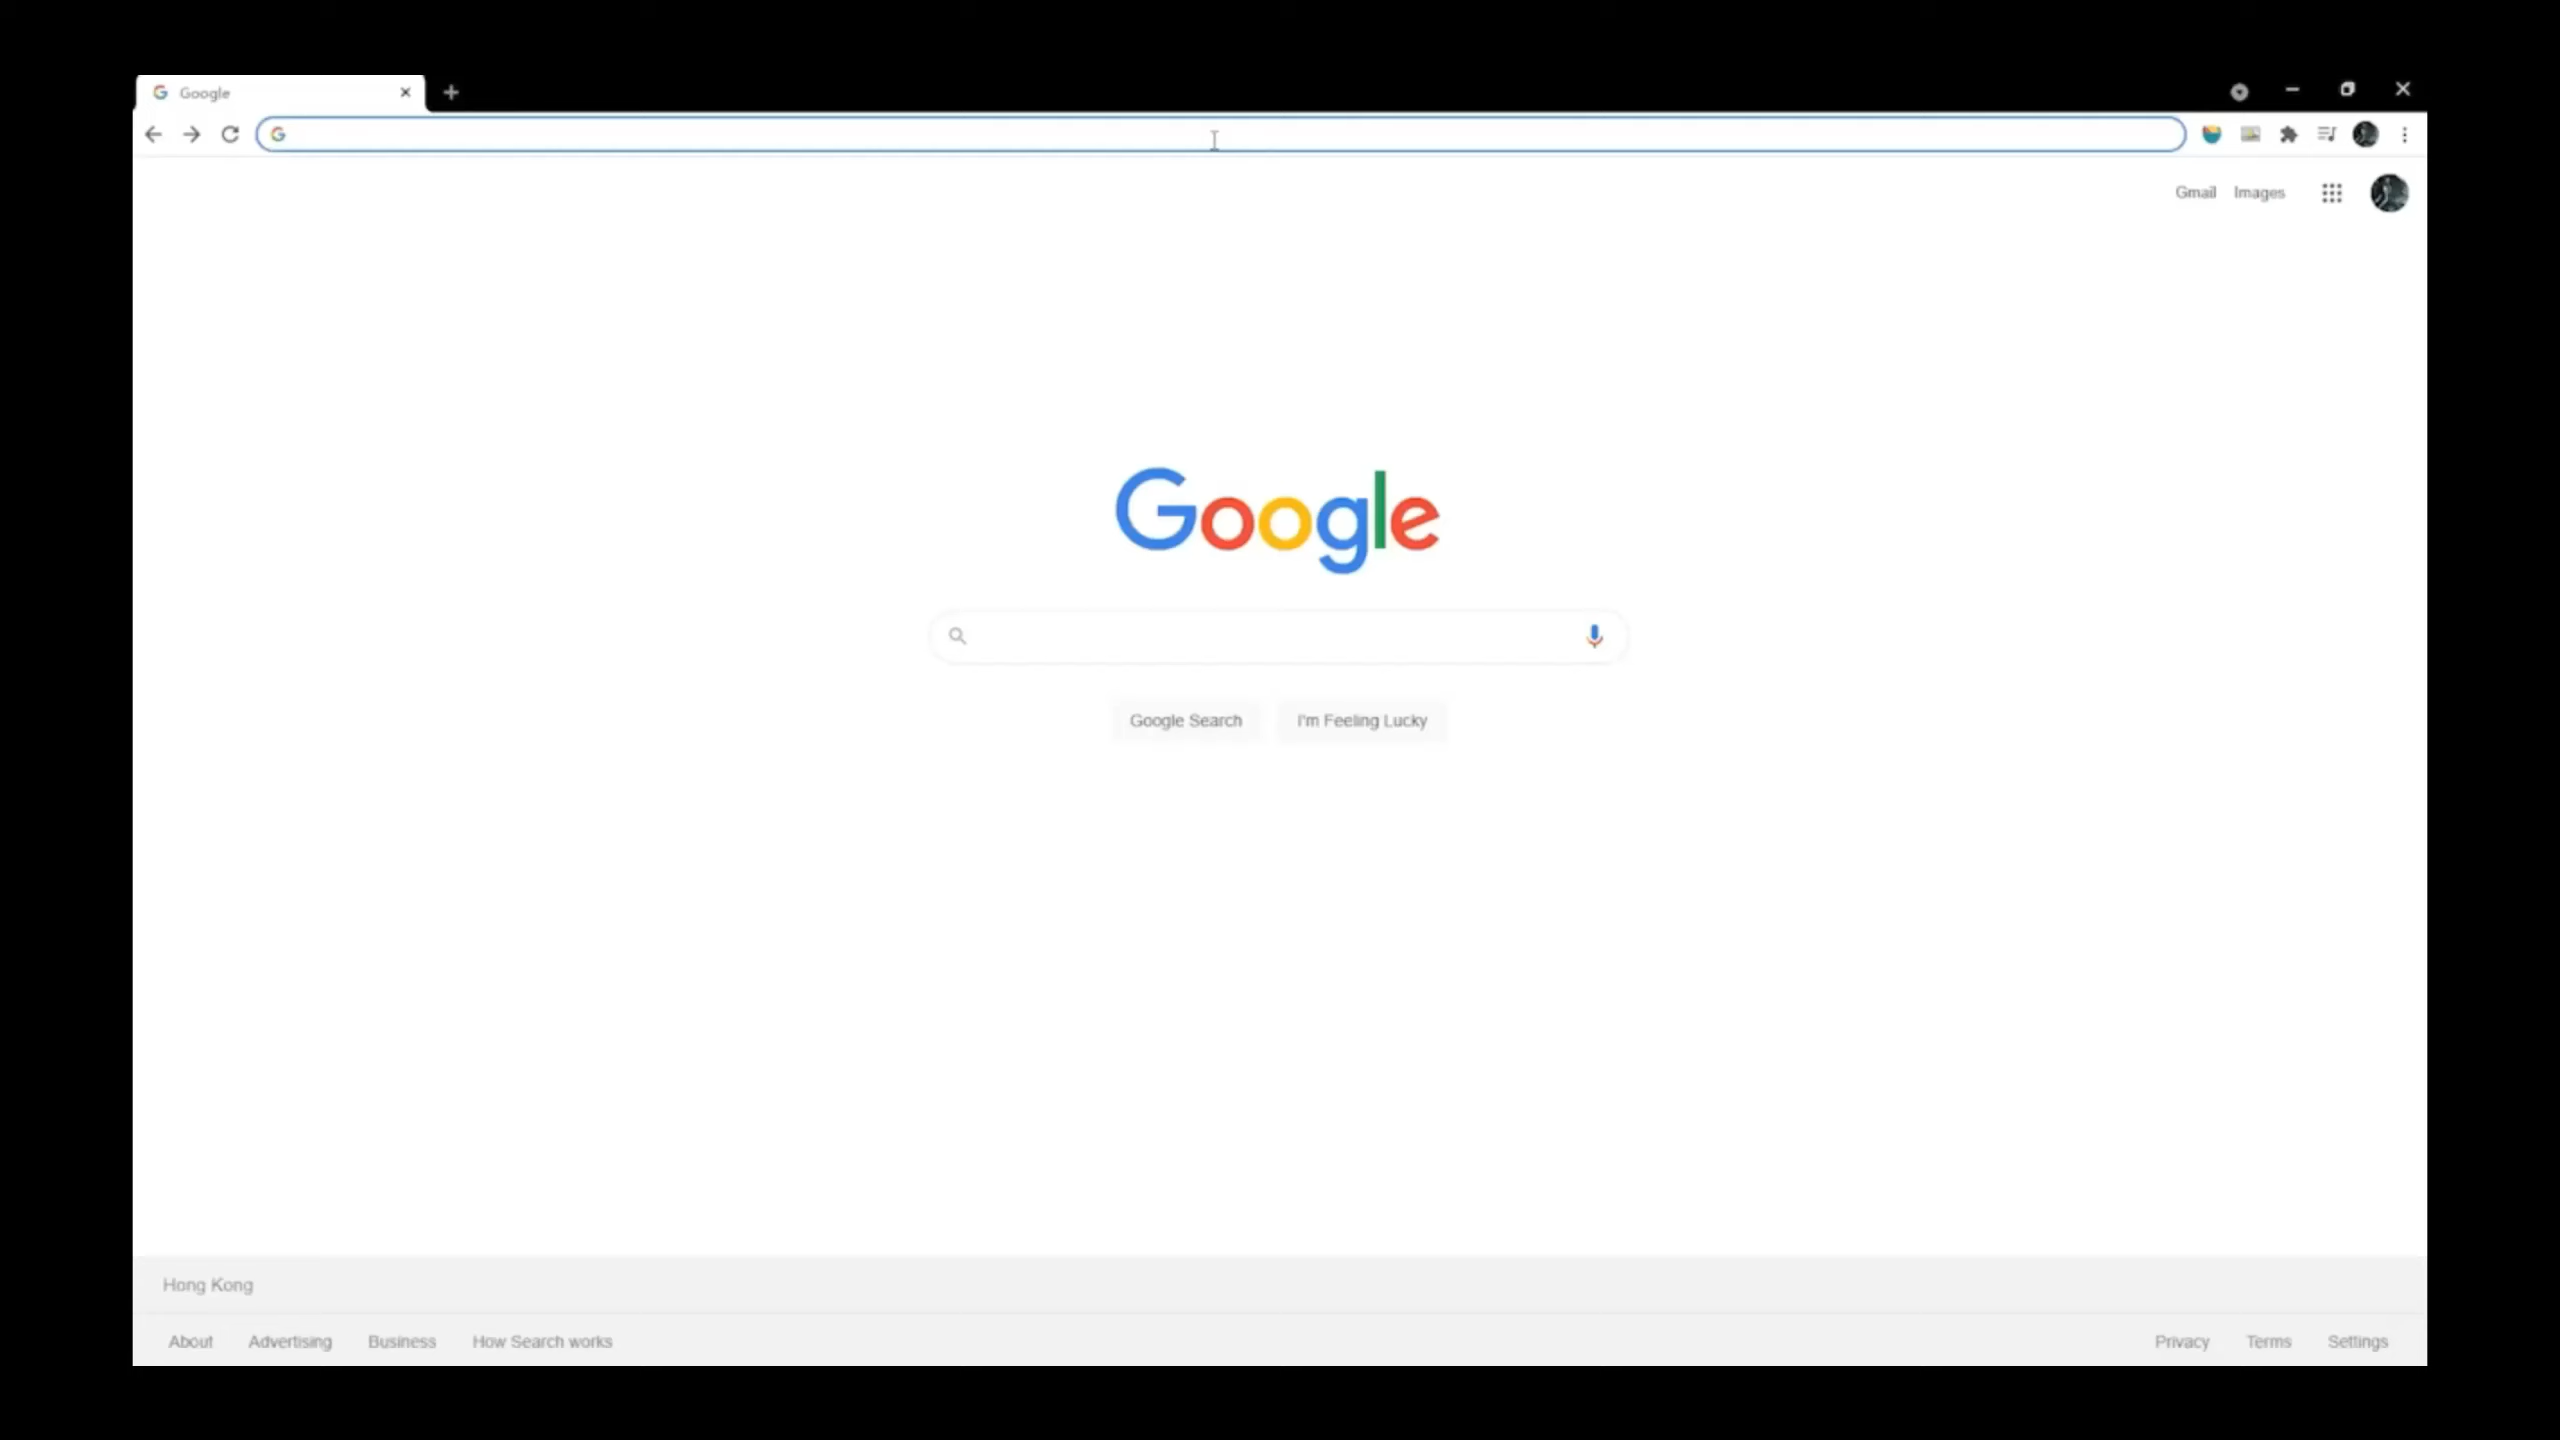 Google
Gmail Images
Google
Google Search I'm Feeling Lucky
Hong Kong
About Advertising Business How Search works Privacy Terms Settings